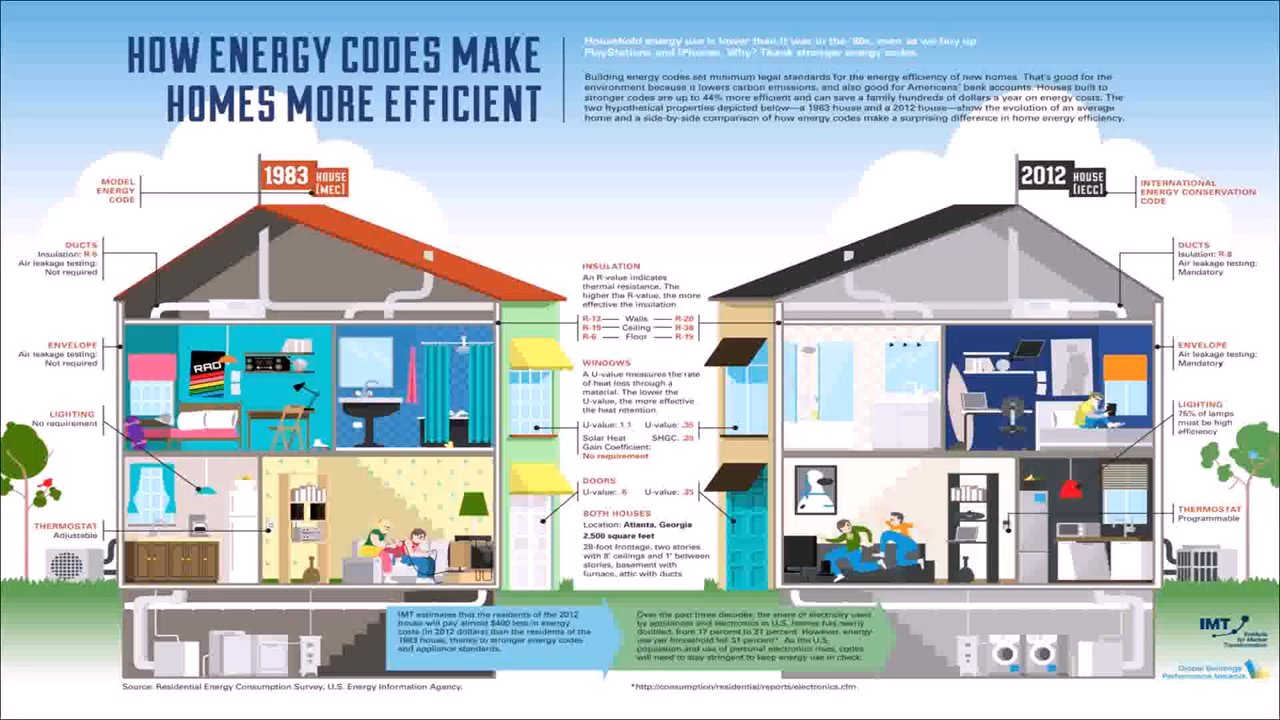 HOW ENERGY CODES MAKE
HOMES MORE EFFICIENT
Household energy use is lower than it was in the '80s, even as we buy up
PlayStations and iPhones. Why? Thank stronger energy codes.
Building energy codes set minimum legal standards for the energy efficiency of new homes. That's good for the
environment because it lowers carbon emissions, and also good for Americans' bank accounts. Houses built to
stronger codes are up to 44% more efficient and can save a family hundreds of dollars a year on energy costs. The
two hypothetical properties depicted below—a 1983 house and a 2012 house—show the evolution of an average
home and a side-by-side comparison of how energy codes make a surprising difference in home energy efficiency.
MODEL
ENERGY
CODE
1983 HOUSE
[MEC]
DUCTS
Insulation: R-5
Air leakage testing:
Not required
ENVELOPE
Air leakage testing:
Not required
LIGHTING
No requirement
THERMOSTAT
Adjustable
RAD
INSULATION
An R-value indicates
thermal resistance. The
higher the R-value, the more
effective the insulation
R-13 Walls R-20
R-19 Ceiling R-38
R-6 Floor R-19
WINDOWS
A U-value measures the rate
of heat loss through a
material. The lower the
U-value, the more effective
the heat retention.
U-value: 1.1 U-value: .35
Solar Heat SHGC: .25
Gain Coefficient:
No requirement
DOORS
U-value: .6 U-value: .35
BOTH HOUSES
Location: Atlanta, Georgia
2,500 square feet
28-foot frontage, two stories
with 8' ceilings and 1' between
stories, basement with
furnace, attic with ducts
2012 HOUSE
[IECC]
INTERNATIONAL
ENERGY CONSERVATION
CODE
DUCTS
Isulation: R-8
Air leakage testing:
Mandatory
ENVELOPE
Air leakage testing:
Mandatory
LIGHTING
75% of lamps
must be high
efficiency
THERMOSTAT
Programmable
IMT estimates that the residents of the 2012
house will pay almost $400 less in energy
costs (in 2012 dollars) than the residents of the
1983 house, thanks to stronger energy codes
and appliance standards.
Over the past three decades, the share of electricity used
by appliances and electronics in U.S. homes has nearly
doubled, from 17 percent to 31 percent. However, energy
use per household fell 31 percent* As the U.S.
population and use of personal electronics rises, codes
will need to stay stringent to keep energy use in check.
IMT Institute
for Market
Transformation
Global Buildings
Performance Network
Source: Residential Energy Consumption Survey, U.S. Energy Information Agency.
*http://consumption/residential/reports/electronics.cfm